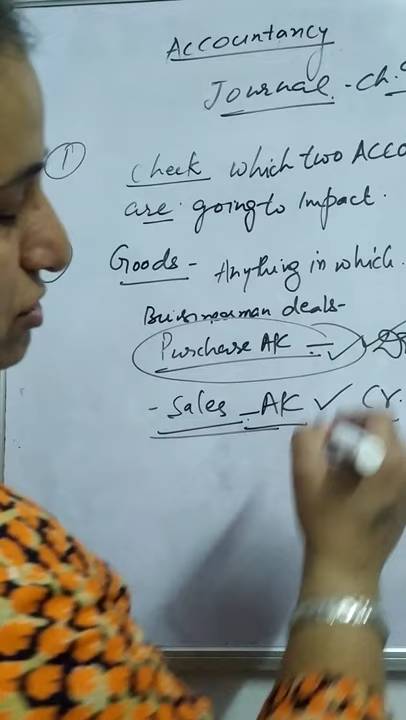 Accountancy
Journal - Ch.
1 Check which two Acco
are going to Impact.
Goods - Anything in which
Businessman deals-
Purchase A/c - ✓ ✓ D
- Sales - A/c ✓ Cr.